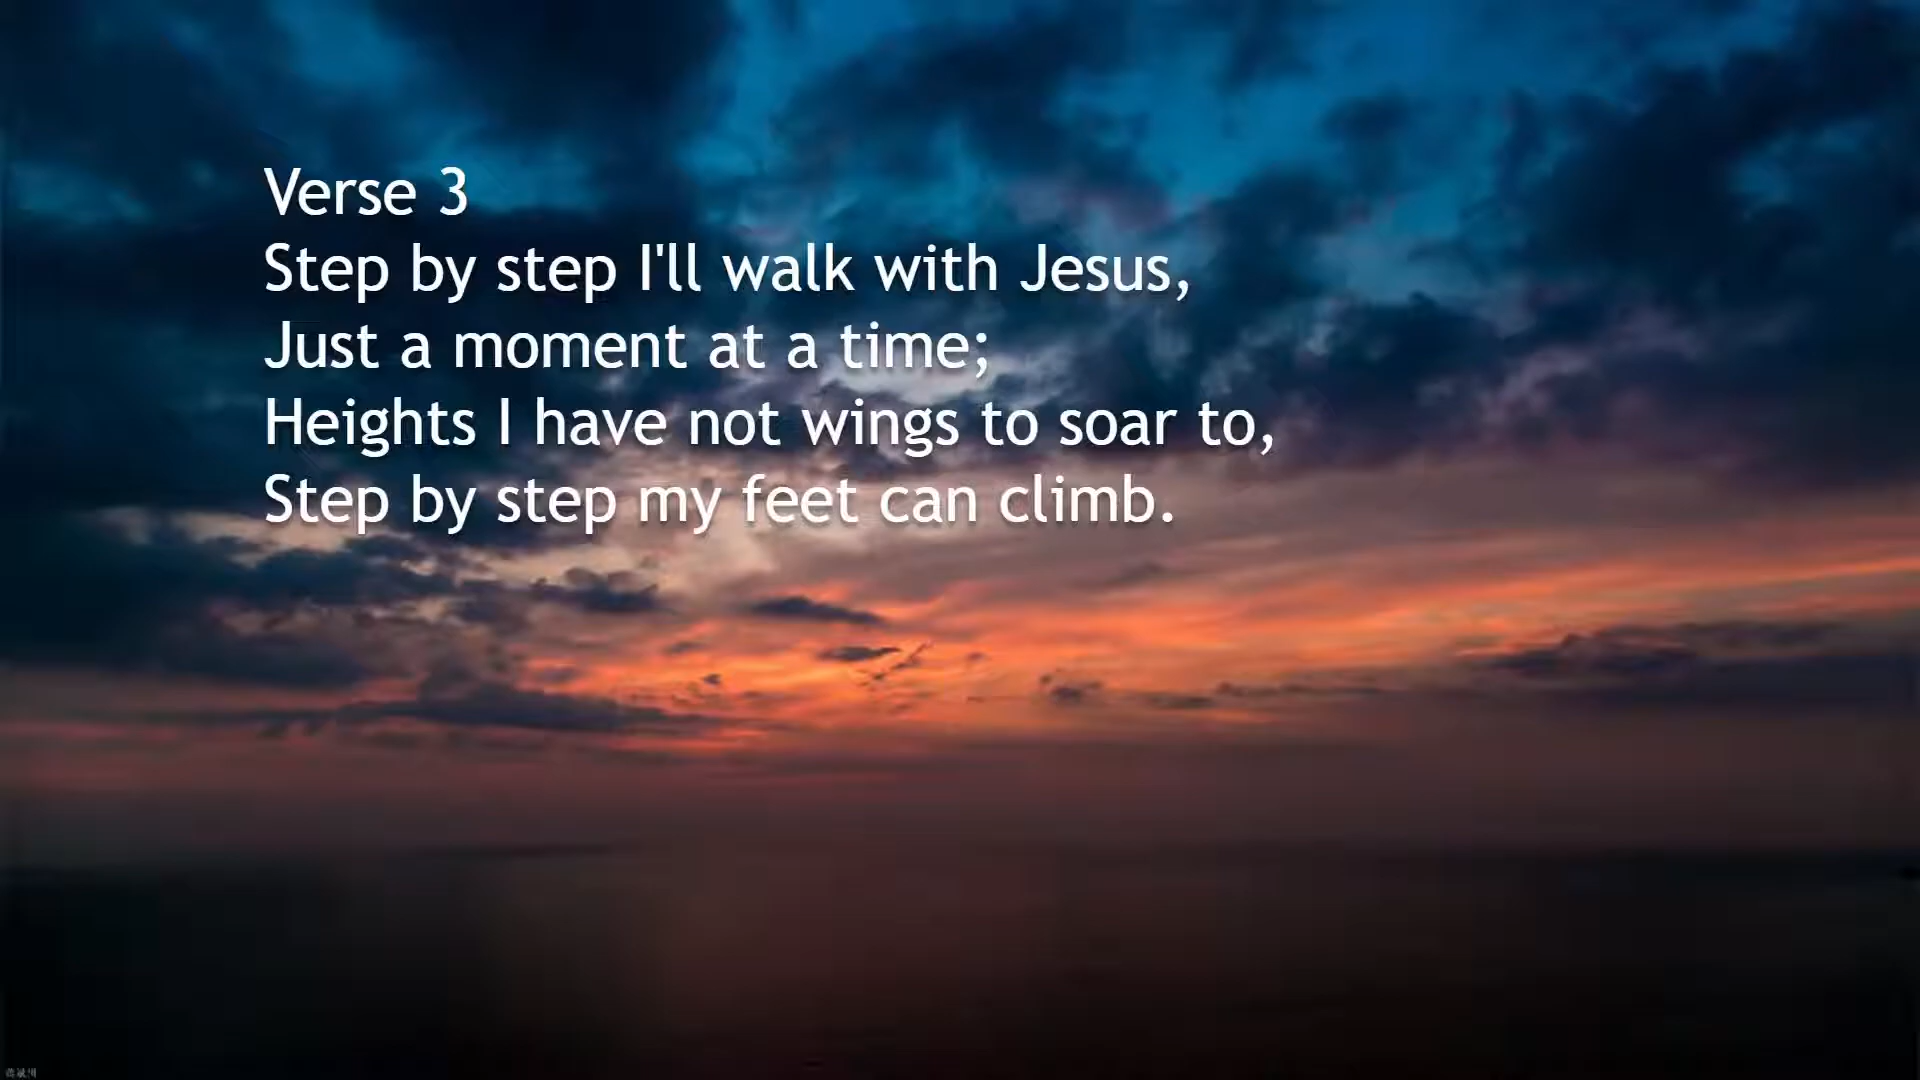 Verse 3
Step by step I'll walk with Jesus,
Just a moment at a time;
Heights I have not wings to soar to,
Step by step my feet can climb.